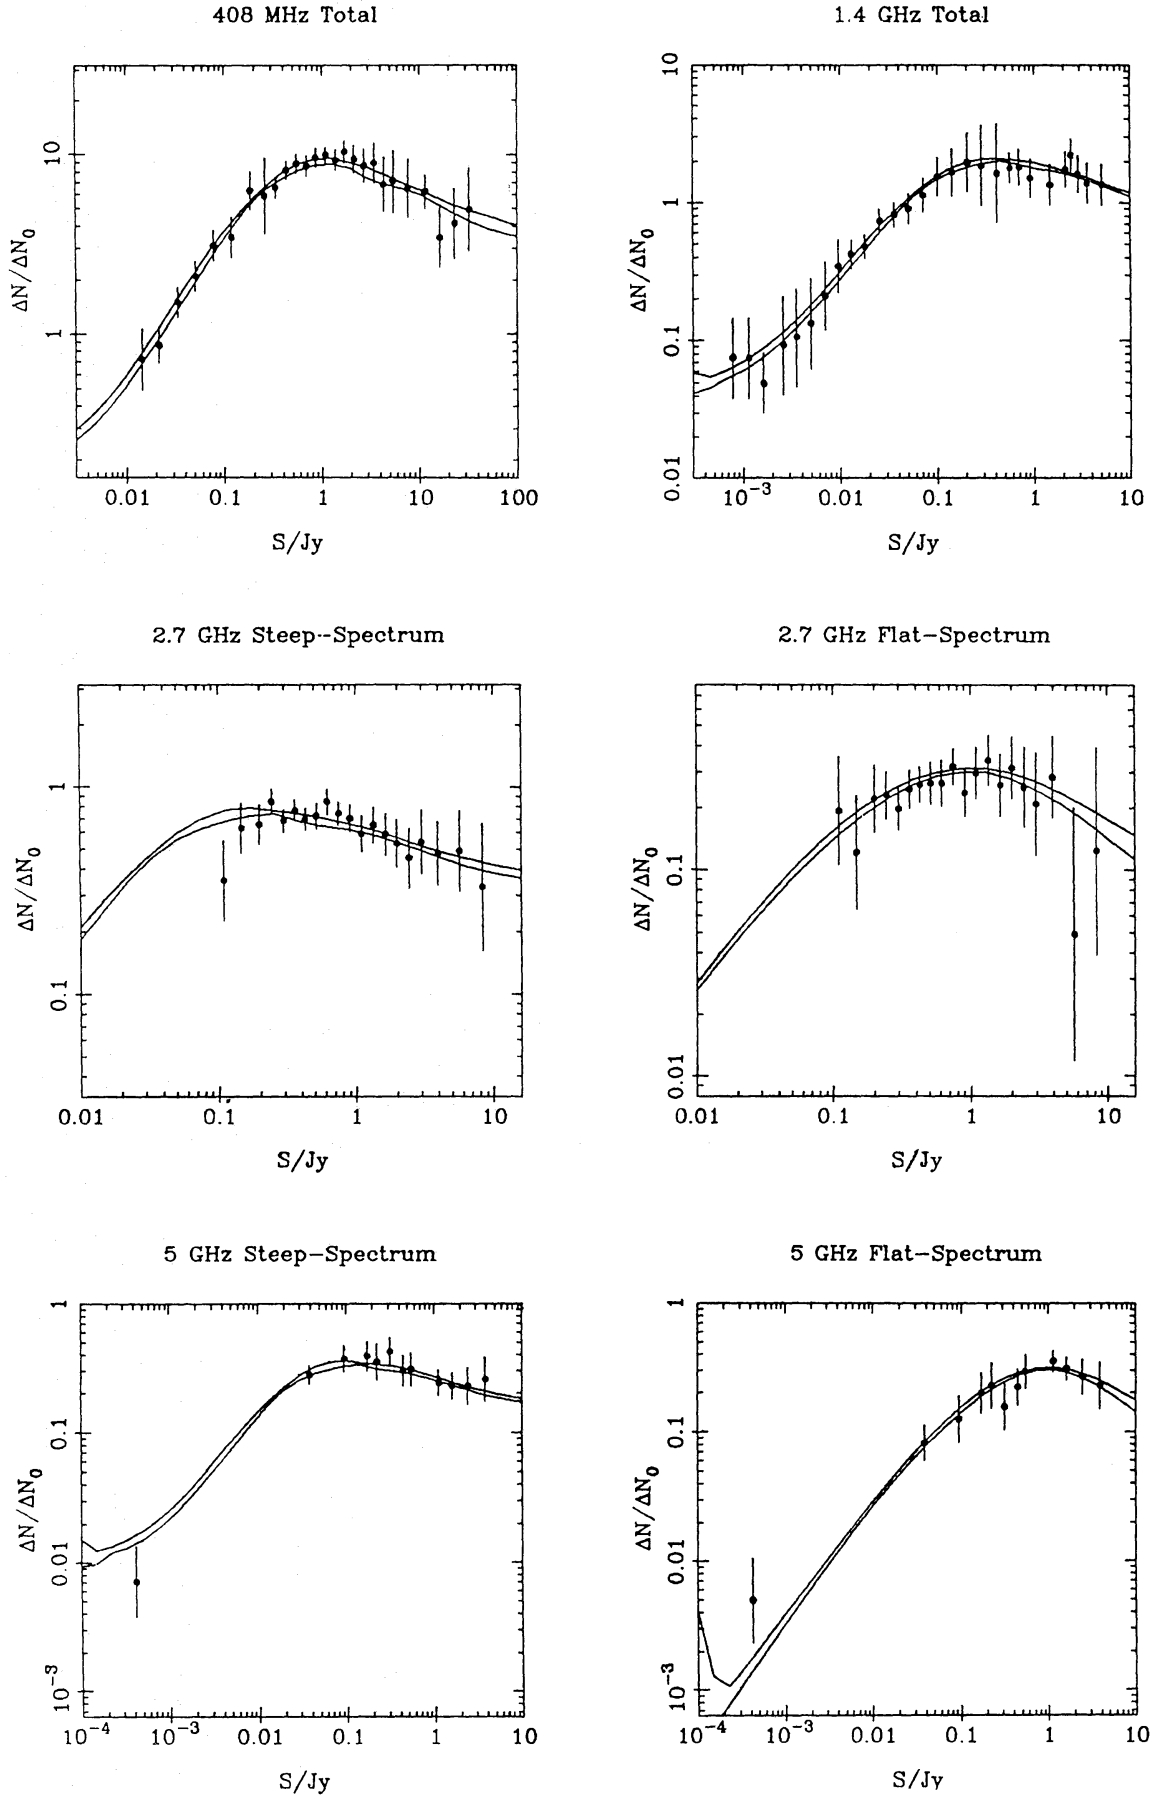 408 MHz Total
1.4 GHz Total
ΔN/ΔN₀
10
1
0.01 0.1 1 10 100
S/Jy
ΔN/ΔN₀
10
1
0.1
0.01
10⁻³ 0.01 0.1 1 10
S/Jy
2.7 GHz Steep-Spectrum
2.7 GHz Flat-Spectrum
ΔN/ΔN₀
1
0.1
0.01 0.1 1 10
S/Jy
ΔN/ΔN₀
0.1
0.01
0.01 0.1 1 10
S/Jy
5 GHz Steep-Spectrum
5 GHz Flat-Spectrum
ΔN/ΔN₀
1
0.1
0.01
10⁻³
10⁻⁴ 10⁻³ 0.01 0.1 1 10
S/Jy
ΔN/ΔN₀
1
0.1
0.01
10⁻³
10⁻⁴ 10⁻³ 0.01 0.1 1 10
S/Jy